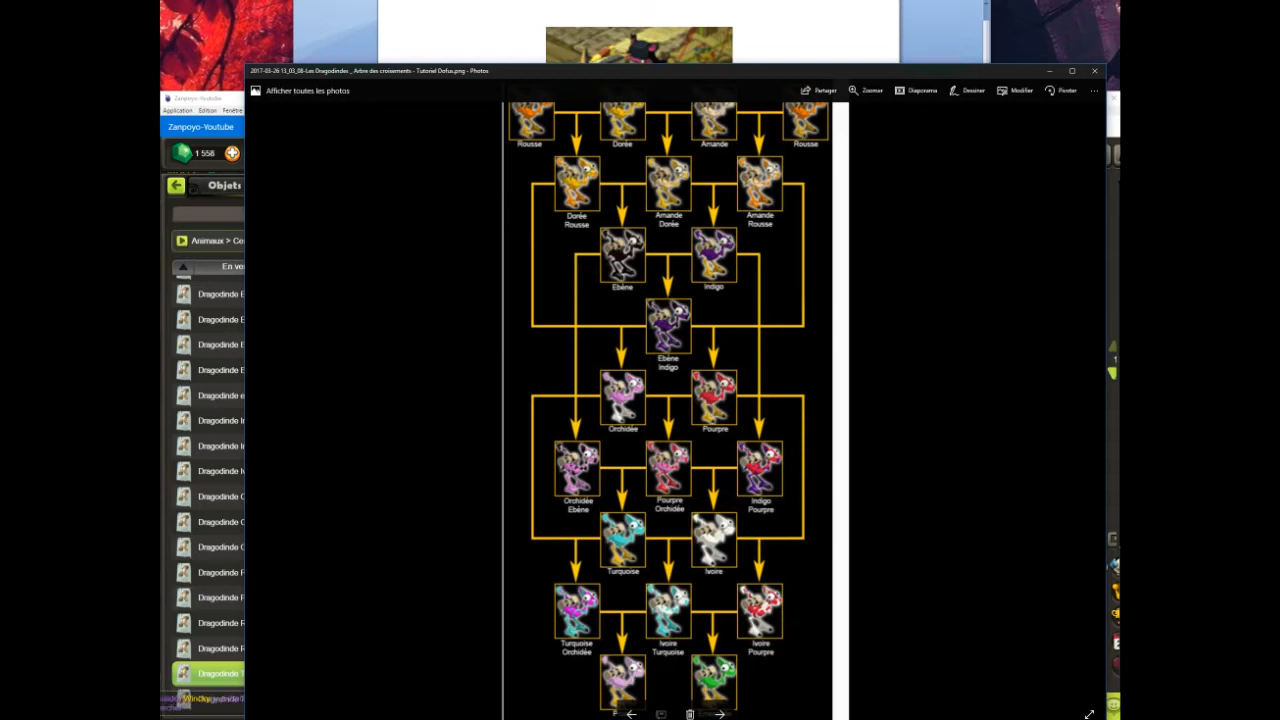 2017-03-26 13_03_08-Les Dragodindes _ Arbre des croisements - Tutoriel Dofus.png - Photos
Zanpoyo-Youtube
Afficher toutes les photos
Partager
Zoomer
Diaporama
Dessiner
Modifier
Pivoter
Application Edition Fenêtre
Zanpoyo-Youtube
1 558
Objets
Animaux >
En ve
Rousse
Dorée
Amande
Rousse
Dorée
Rousse
Amande
Dorée
Amande
Rousse
Ebène
Indigo
Ebène
Indigo
Orchidée
Pourpre
Orchidée
Ebène
Pourpre
Orchidée
Indigo
Pourpre
Turquoise
Ivoire
Turquoise
Orchidée
Ivoire
Turquoise
Ivoire
Pourpre
Dragodinde E
Dragodinde E
Dragodinde E
Dragodinde E
Dragodinde e
Dragodinde In
Dragodinde In
Dragodinde Iv
Dragodinde O
Dragodinde O
Dragodinde O
Dragodinde P
Dragodinde P
Dragodinde R
Dragodinde R
Dragodinde T